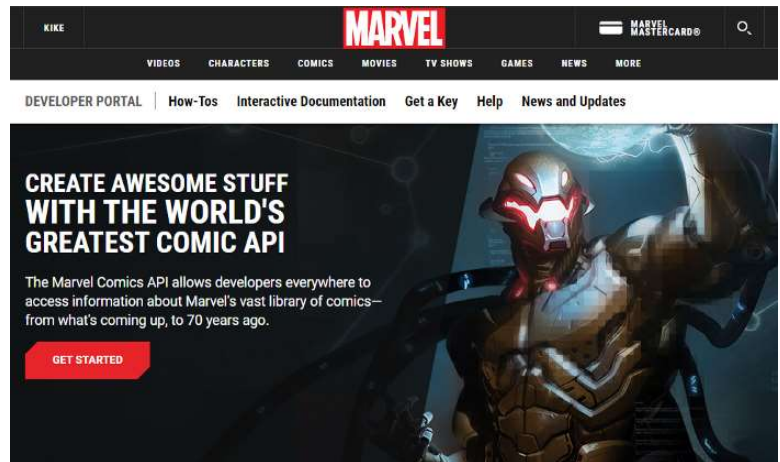 KIKE
MARVEL
MARVEL
MASTERCARD®
VIDEOS CHARACTERS COMICS MOVIES TV SHOWS GAMES NEWS MORE
DEVELOPER PORTAL How-Tos Interactive Documentation Get a Key Help News and Updates
CREATE AWESOME STUFF
WITH THE WORLD'S
GREATEST COMIC API
The Marvel Comics API allows developers everywhere to
access information about Marvel's vast library of comics—
from what's coming up, to 70 years ago.
GET STARTED